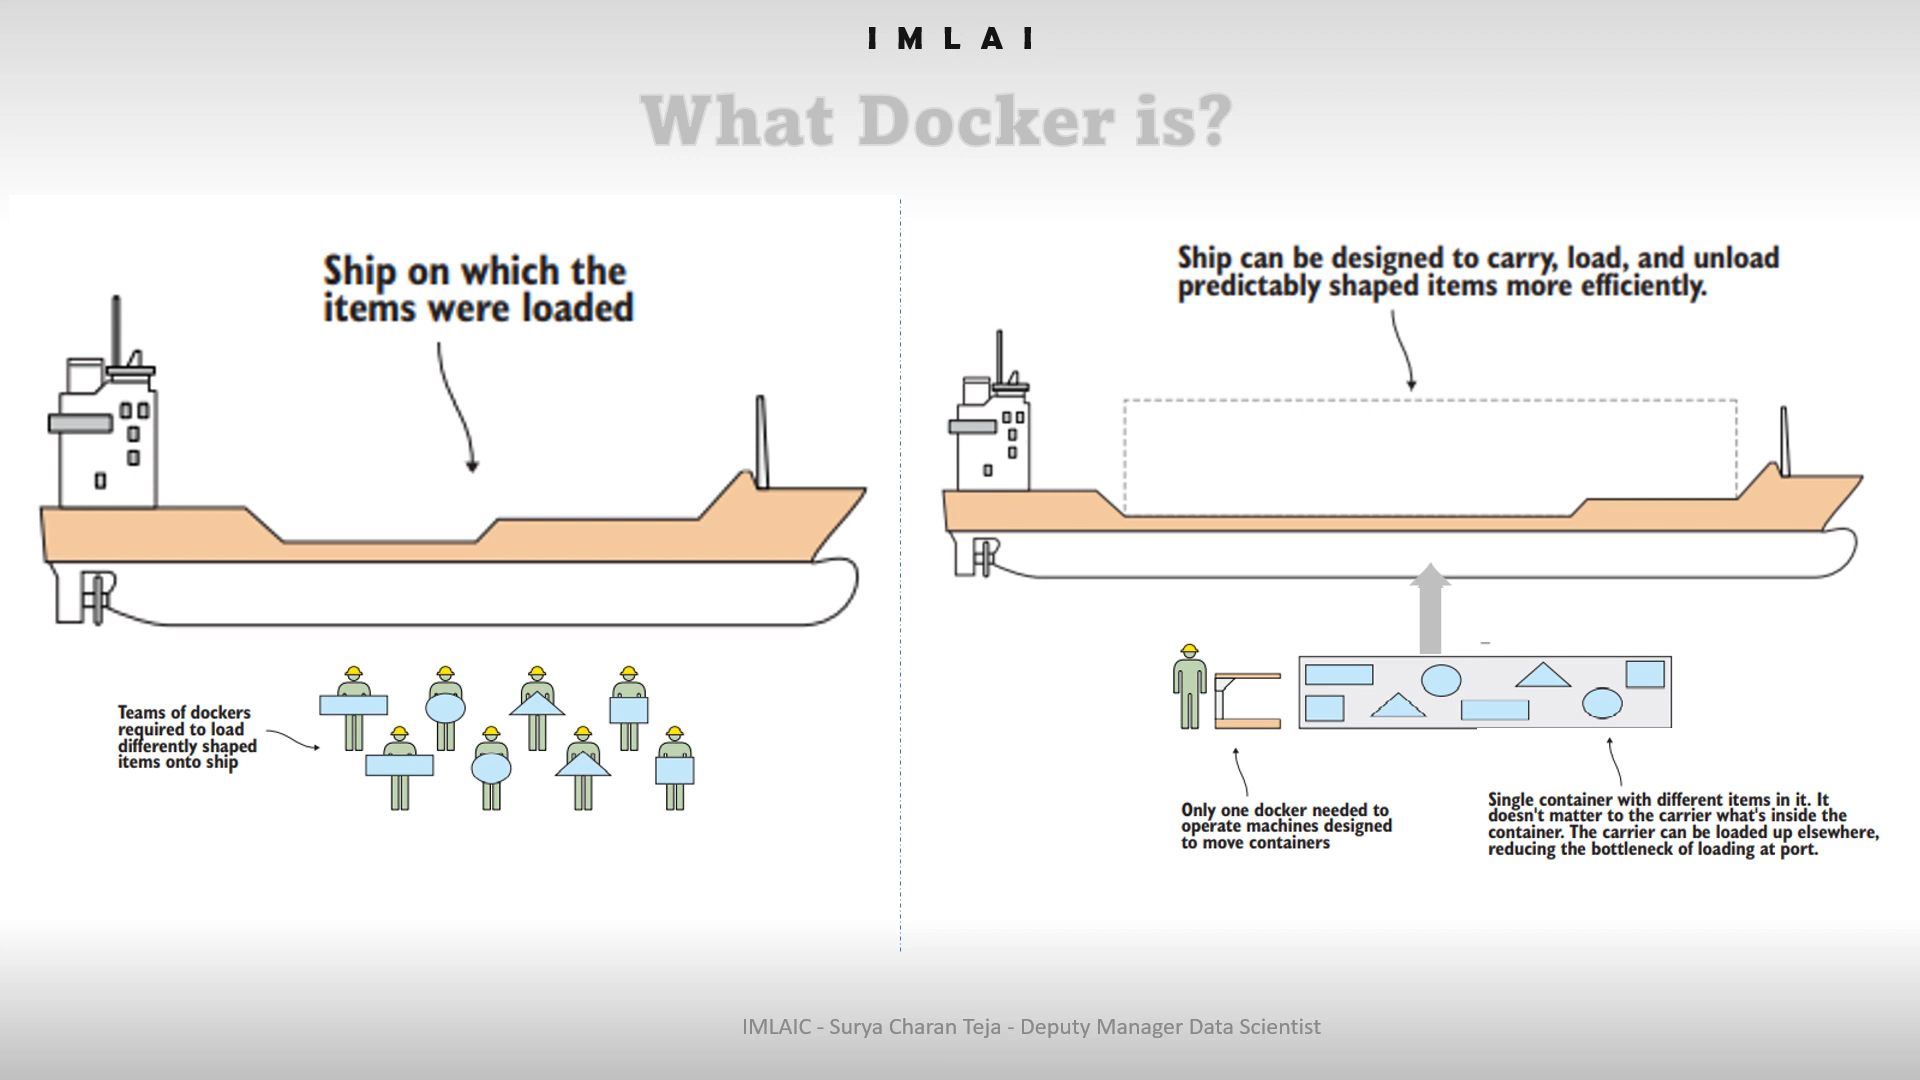 IMLAI
What Docker is?
Ship on which the
items were loaded
Teams of dockers
required to load
differently shaped
items onto ship
Ship can be designed to carry, load, and unload
predictably shaped items more efficiently.
Only one docker needed to
operate machines designed
to move containers
Single container with different items in it. It
doesn't matter to the carrier what's inside the
container. The carrier can be loaded up elsewhere,
reducing the bottleneck of loading at port.
IMLAIC - Surya Charan Teja - Deputy Manager Data Scientist